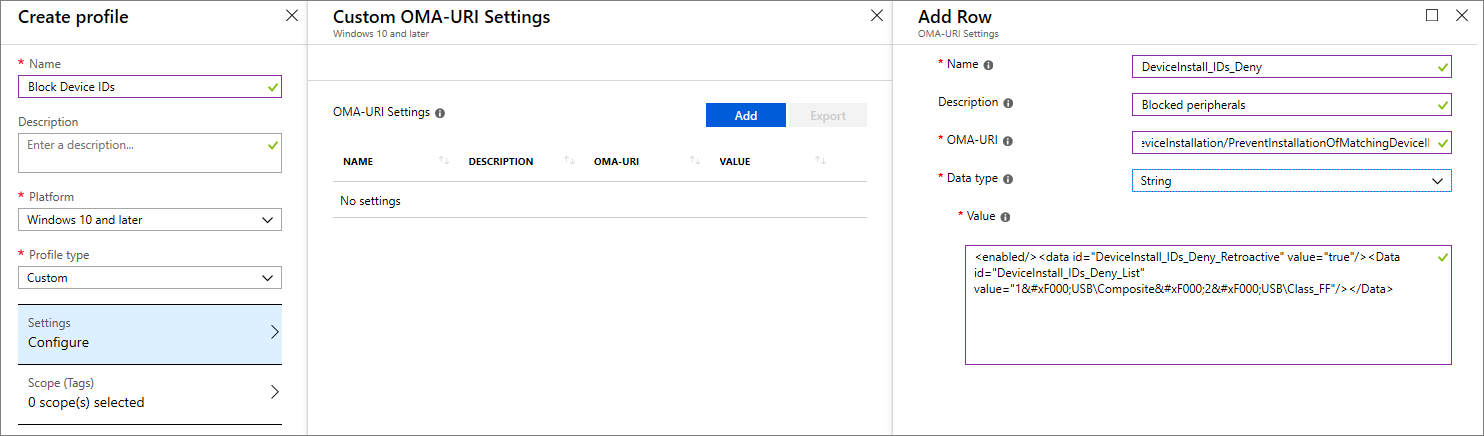 Create profile
* Name
Block Device IDs
Description
Enter a description...
* Platform
Windows 10 and later
* Profile type
Custom
Settings
Configure
Scope (Tags)
0 scope(s) selected
Custom OMA-URI Settings
Windows 10 and later
OMA-URI Settings
Add
Export
NAME DESCRIPTION OMA-URI VALUE
No settings
Add Row
OMA-URI Settings
* Name
DeviceInstall_IDs_Deny
Description
Blocked peripherals
* OMA-URI
eviceInstallation/PreventInstallationOfMatchingDeviceI
* Data type
String
* Value
<enabled/><data id="DeviceInstall_IDs_Deny_Retroactive" value="true"/><Data
id="DeviceInstall_IDs_Deny_List"
value="1&#xF000;USB\Composite&#xF000;2&#xF000;USB\Class_FF"/></Data>